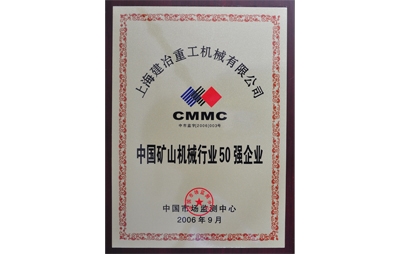 上海建冶重工机械有限公司
CMMC
中国矿山机械行业50强企业
中国市场监测中心
2006年9月